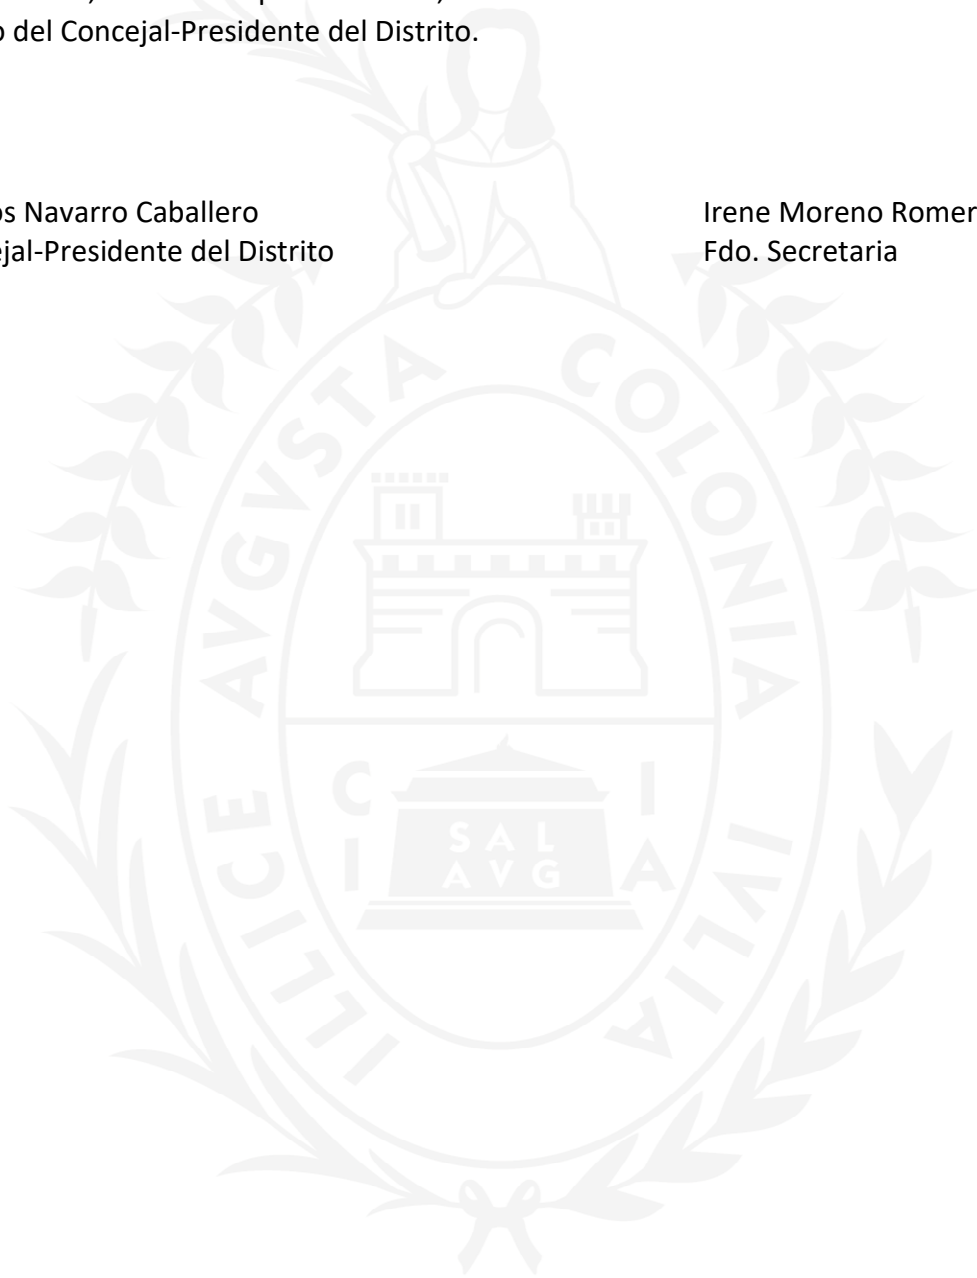 o del Concejal-Presidente del Distrito.
os Navarro Caballero
Irene Moreno Romer
ejal-Presidente del Distrito
Fdo. Secretaria
COLONIA IVLIA ILLICE AVGVSTA
C I
I A
SAL
AVG